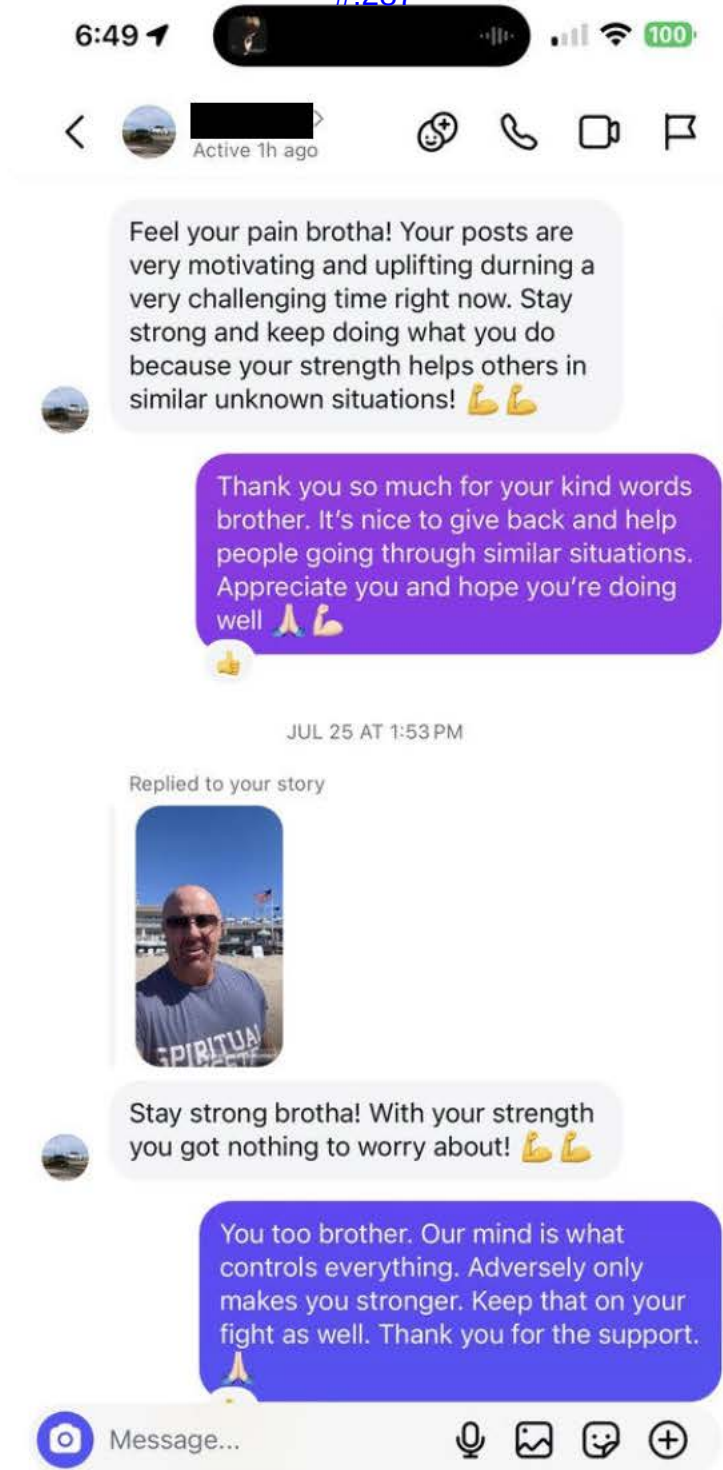 6:49
100
Active 1h ago
Feel your pain brotha! Your posts are
very motivating and uplifting durning a
very challenging time right now. Stay
strong and keep doing what you do
because your strength helps others in
similar unknown situations! 💪💪
Thank you so much for your kind words
brother. It's nice to give back and help
people going through similar situations.
Appreciate you and hope you're doing
well 🙏🏻💪🏻
👍
JUL 25 AT 1:53 PM
Replied to your story
SPIRITUAL
Stay strong brotha! With your strength
you got nothing to worry about! 💪💪
You too brother. Our mind is what
controls everything. Adversely only
makes you stronger. Keep that on your
fight as well. Thank you for the support.
🙏🏻
Message...